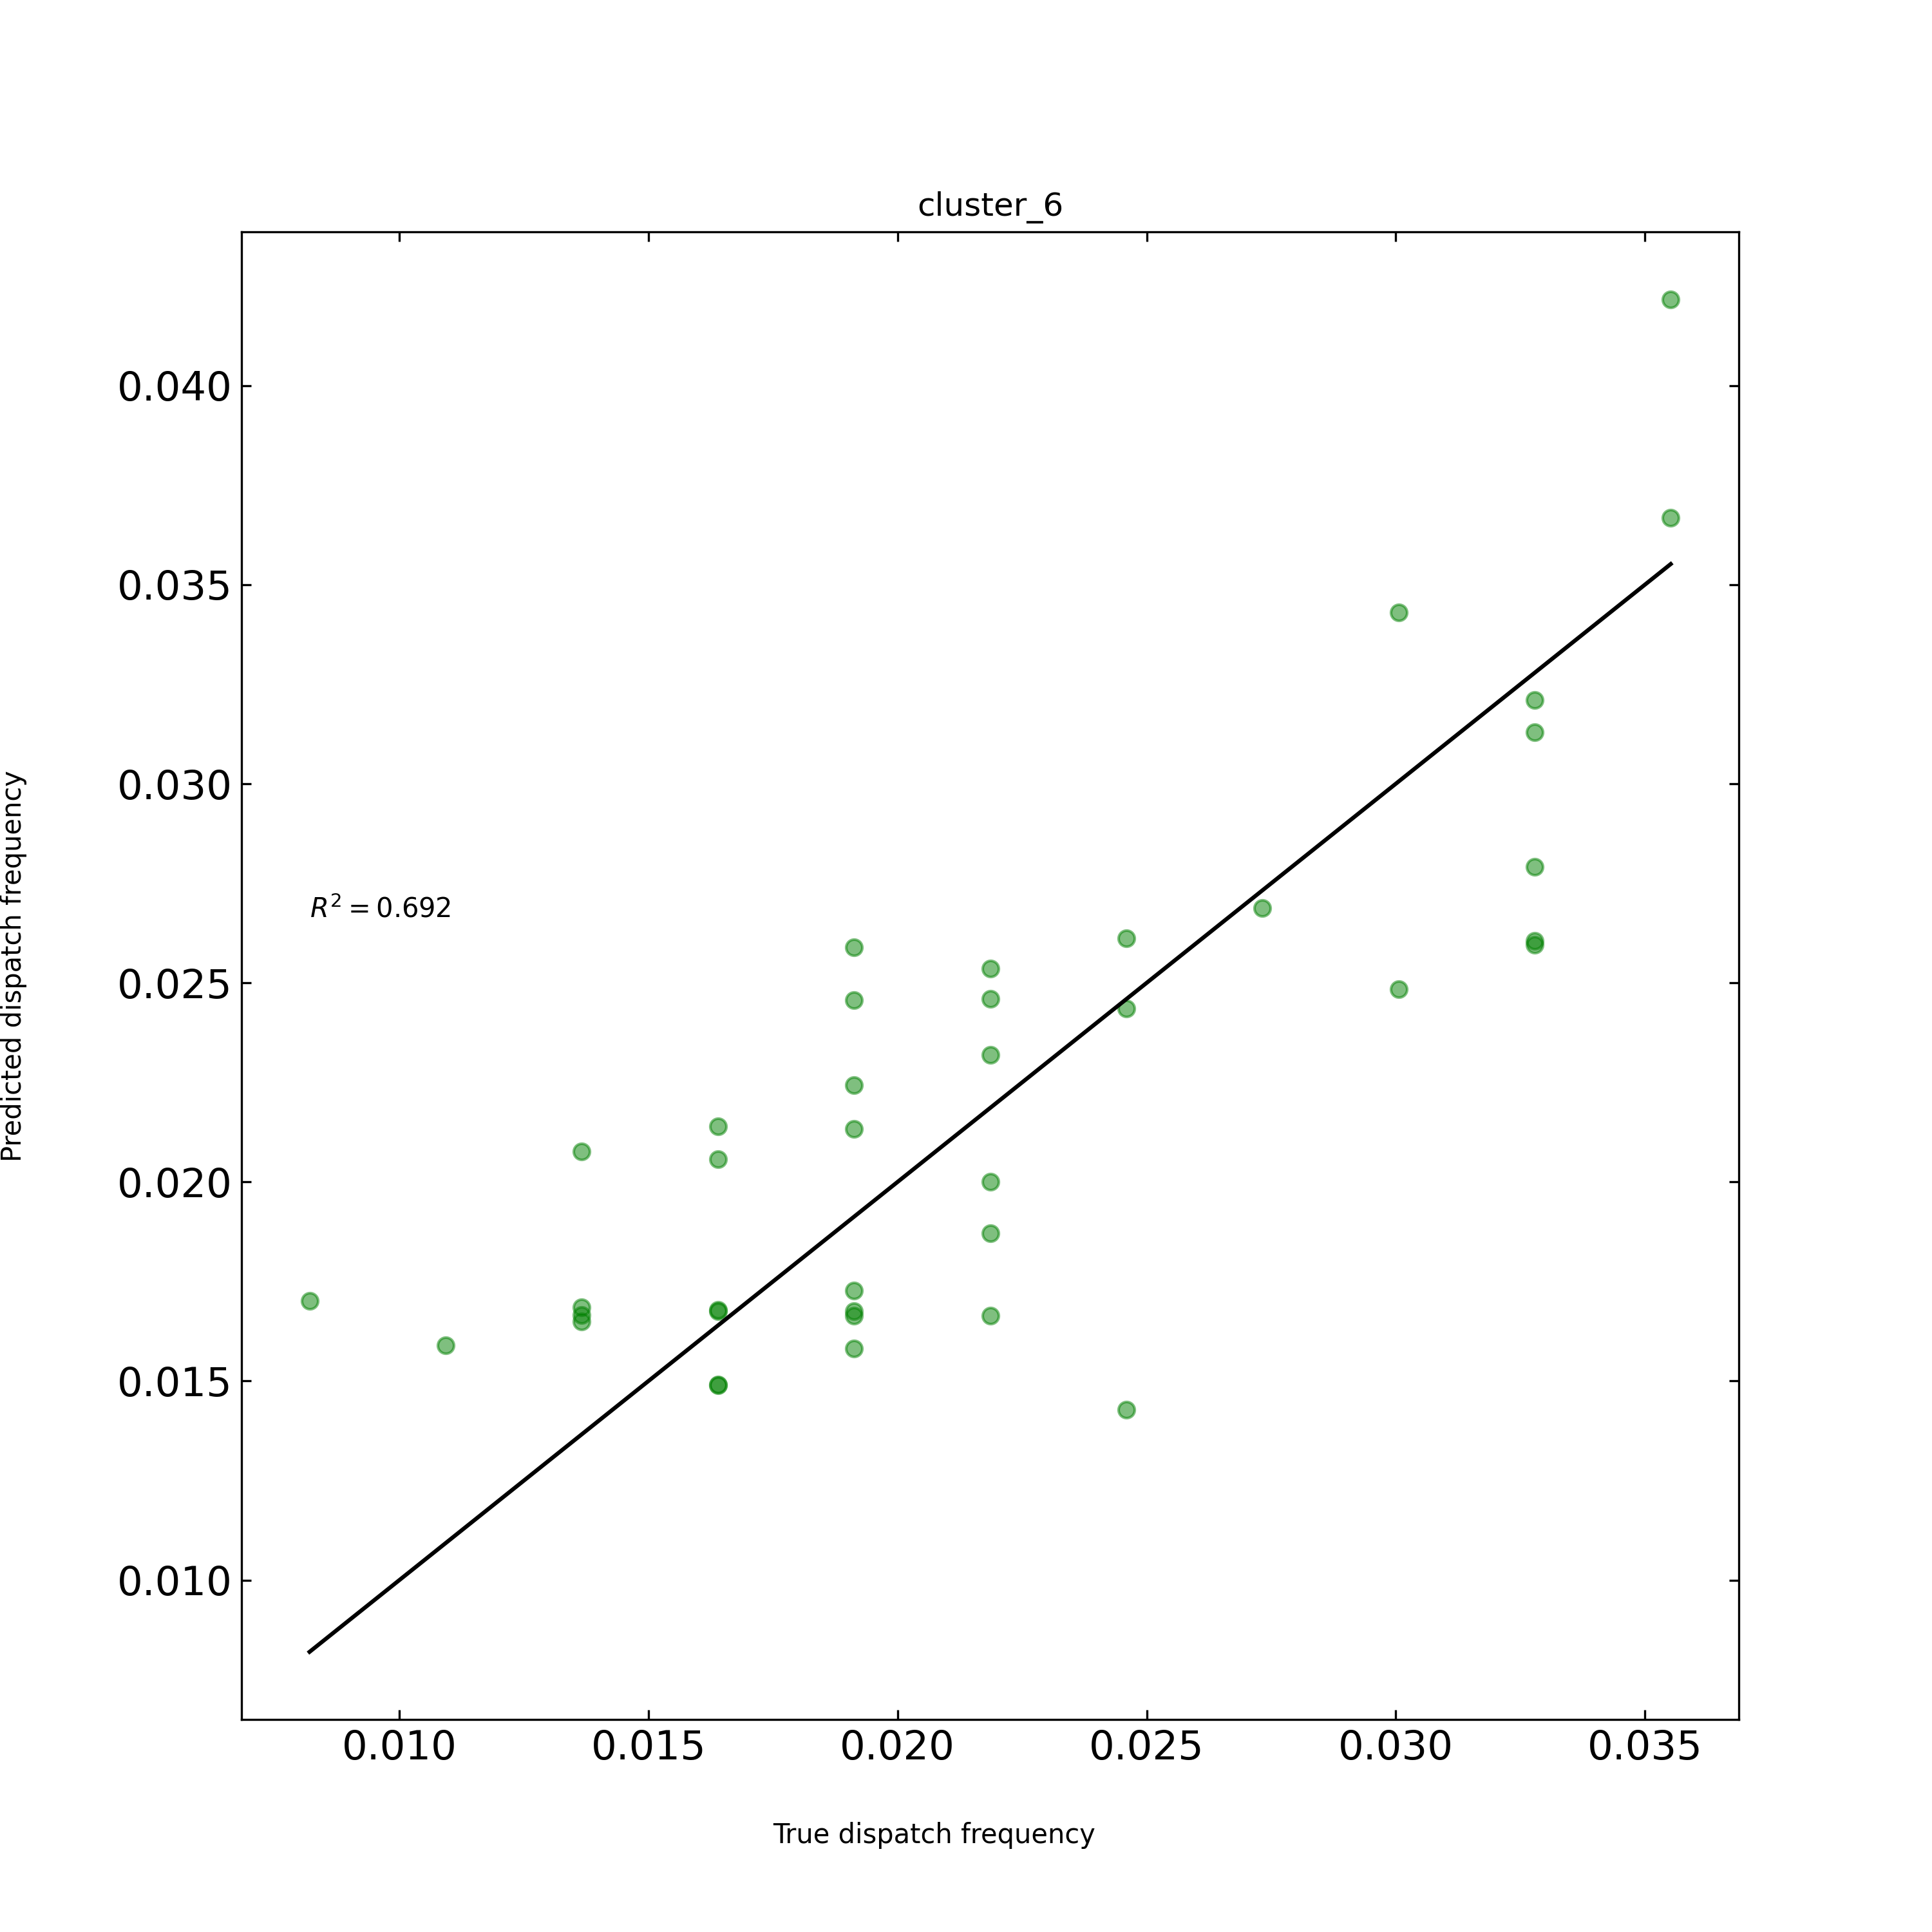 cluster_6
0.040
0.035
0.030
0.025
0.020
0.015
0.010
Predicted dispatch frequency
R² = 0.692
0.010 0.015 0.020 0.025 0.030 0.035
True dispatch frequency